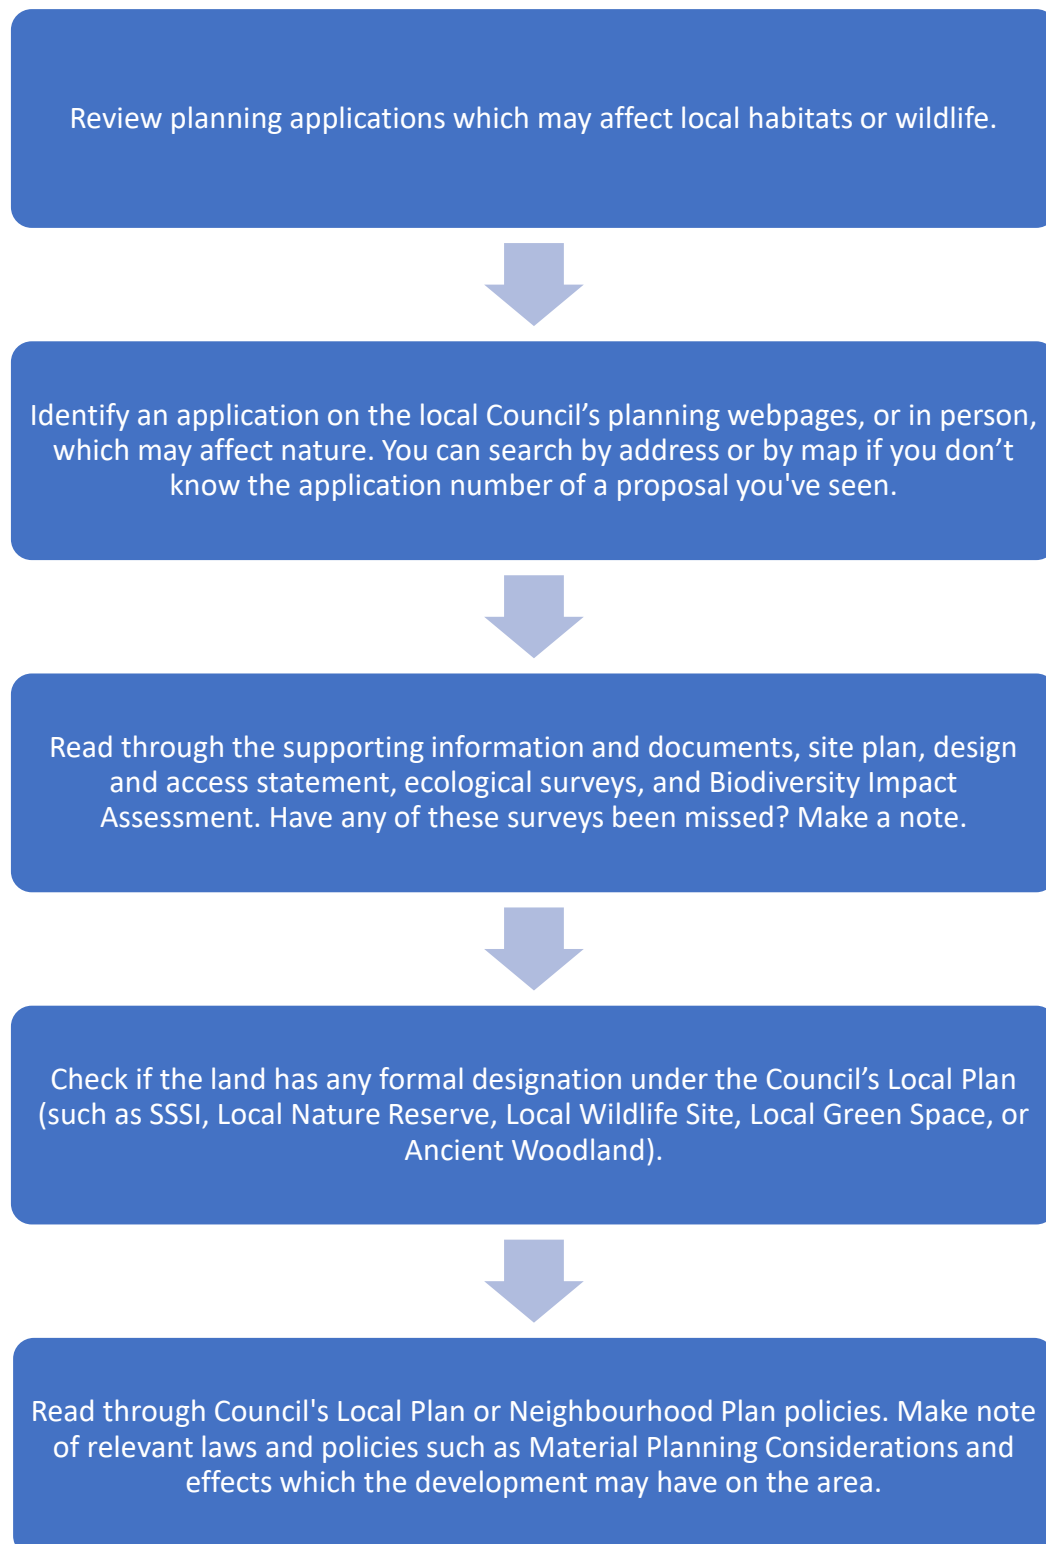 Review planning applications which may affect local habitats or wildlife.
Identify an application on the local Council’s planning webpages, or in person,
which may affect nature. You can search by address or by map if you don’t
know the application number of a proposal you've seen.
Read through the supporting information and documents, site plan, design
and access statement, ecological surveys, and Biodiversity Impact
Assessment. Have any of these surveys been missed? Make a note.
Check if the land has any formal designation under the Council’s Local Plan
(such as SSSI, Local Nature Reserve, Local Wildlife Site, Local Green Space, or
Ancient Woodland).
Read through Council's Local Plan or Neighbourhood Plan policies. Make note
of relevant laws and policies such as Material Planning Considerations and
effects which the development may have on the area.